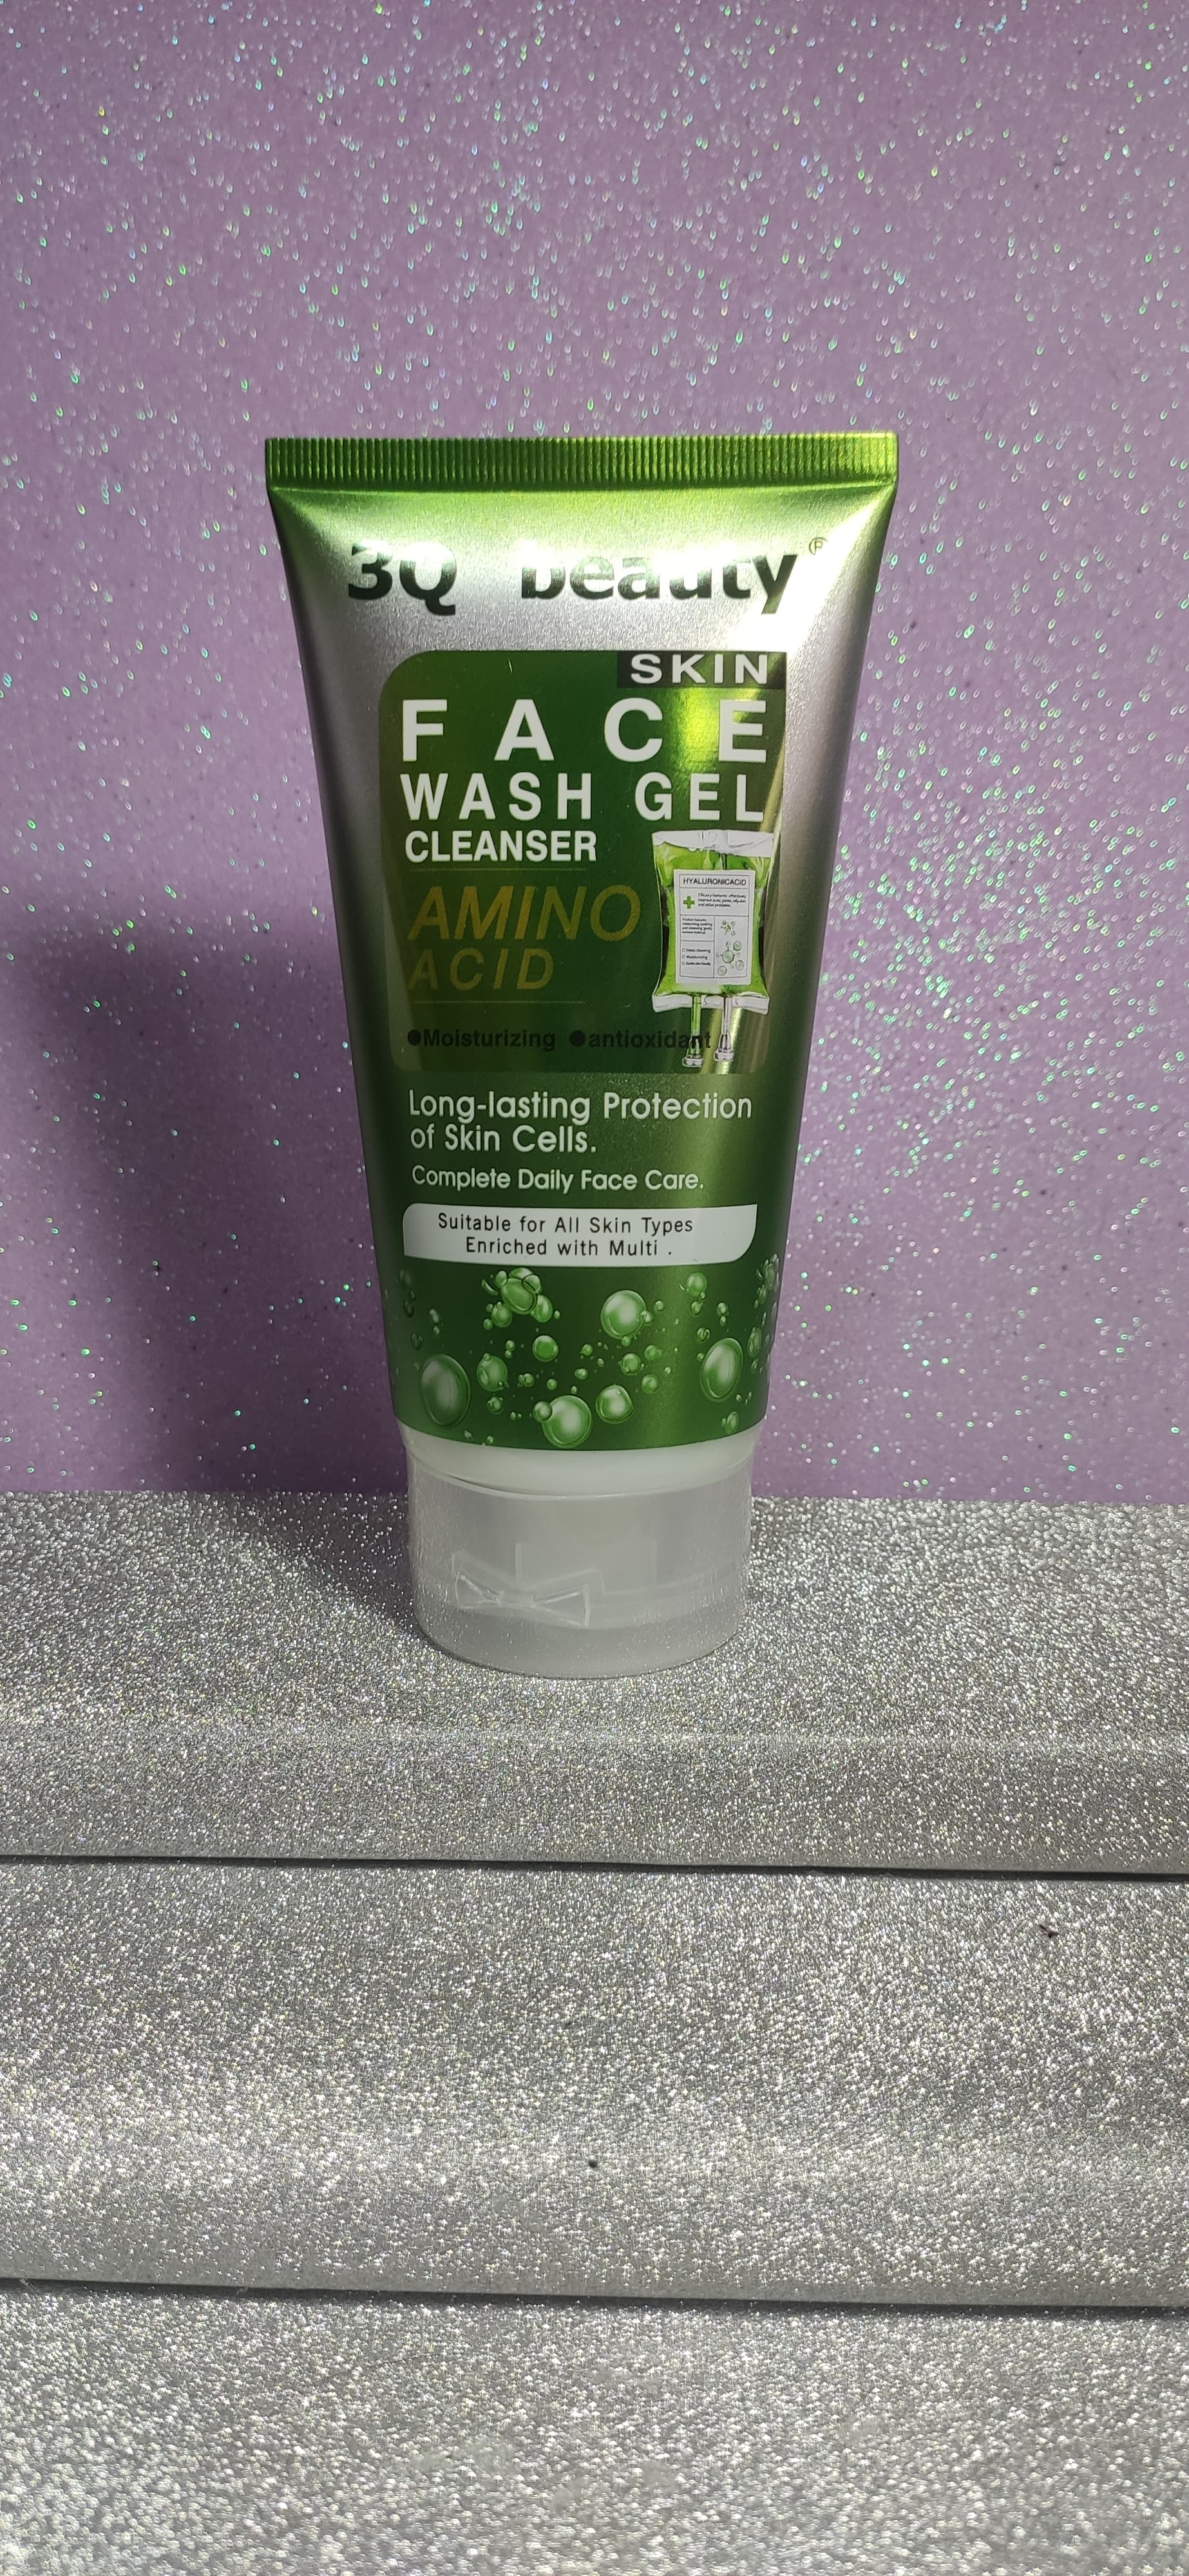 3Q beauty®
SKIN
FACE
WASH GEL
CLEANSER
AMINO
ACID
HYALURONICACID
●Moisturizing ●antioxidant
Long-lasting Protection
of Skin Cells.
Complete Daily Face Care.
Suitable for All Skin Types
Enriched with Multi .